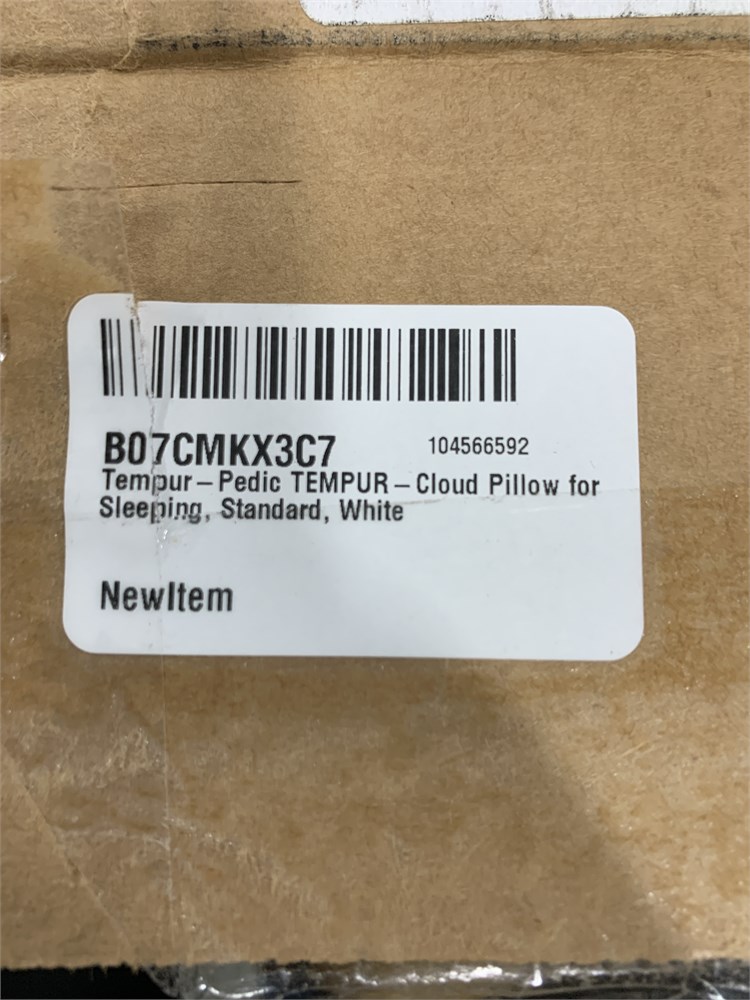 B07CMKX3C7 104566592
Tempur-Pedic TEMPUR-Cloud Pillow for
Sleeping, Standard, White
NewItem